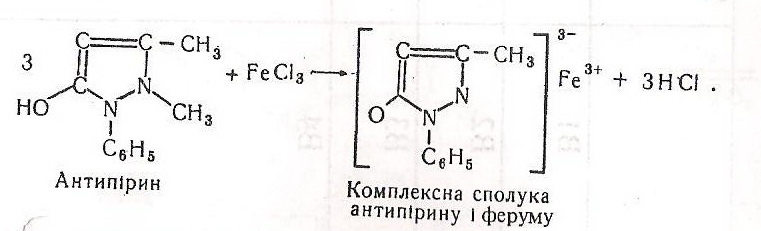 3
C C — CH₃
HO C N N CH₃
C₆H₅
+ FeCl₃ ⟶
C C — CH₃
O N N
C₆H₅
3−
Fe³⁺ + 3HCl .
Антипірин
Комплексна сполука
антипірину і феруму